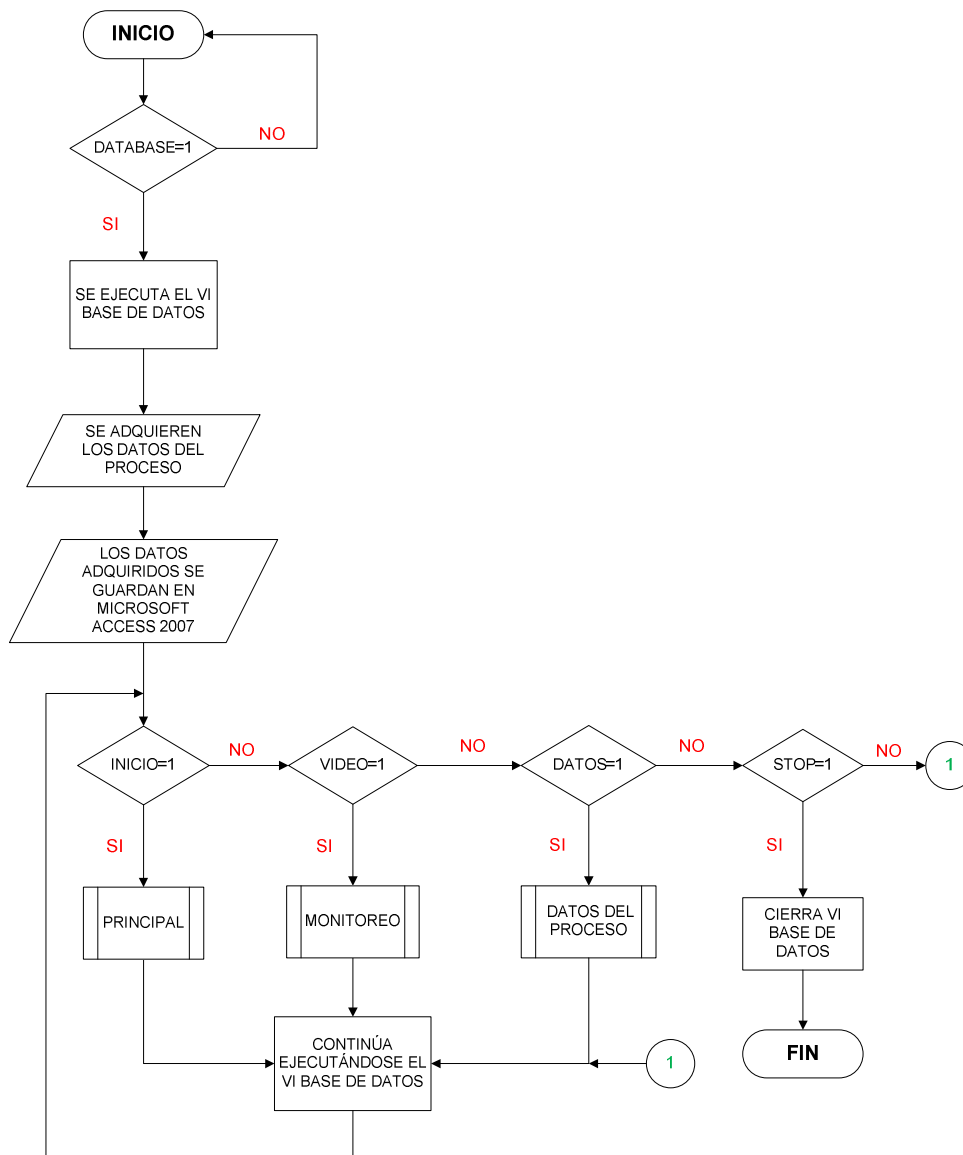 INICIO
DATABASE=1
NO
SI
SE EJECUTA EL VI
BASE DE DATOS
SE ADQUIEREN
LOS DATOS DEL
PROCESO
LOS DATOS
ADQUIRIDOS SE
GUARDAN EN
MICROSOFT
ACCESS 2007
INICIO=1
NO
VIDEO=1
NO
DATOS=1
NO
STOP=1
NO
1
SI
SI
SI
SI
PRINCIPAL
MONITOREO
DATOS DEL
PROCESO
CIERRA VI
BASE DE
DATOS
CONTINÚA
EJECUTÁNDOSE EL
VI BASE DE DATOS
1
FIN